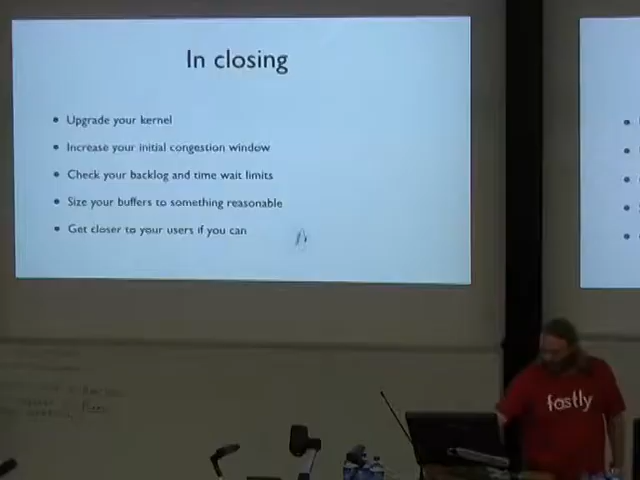 In closing
• Upgrade your kernel
• Increase your initial congestion window
• Check your backlog and time wait limits
• Size your buffers to something reasonable
• Get closer to your users if you can
fastly